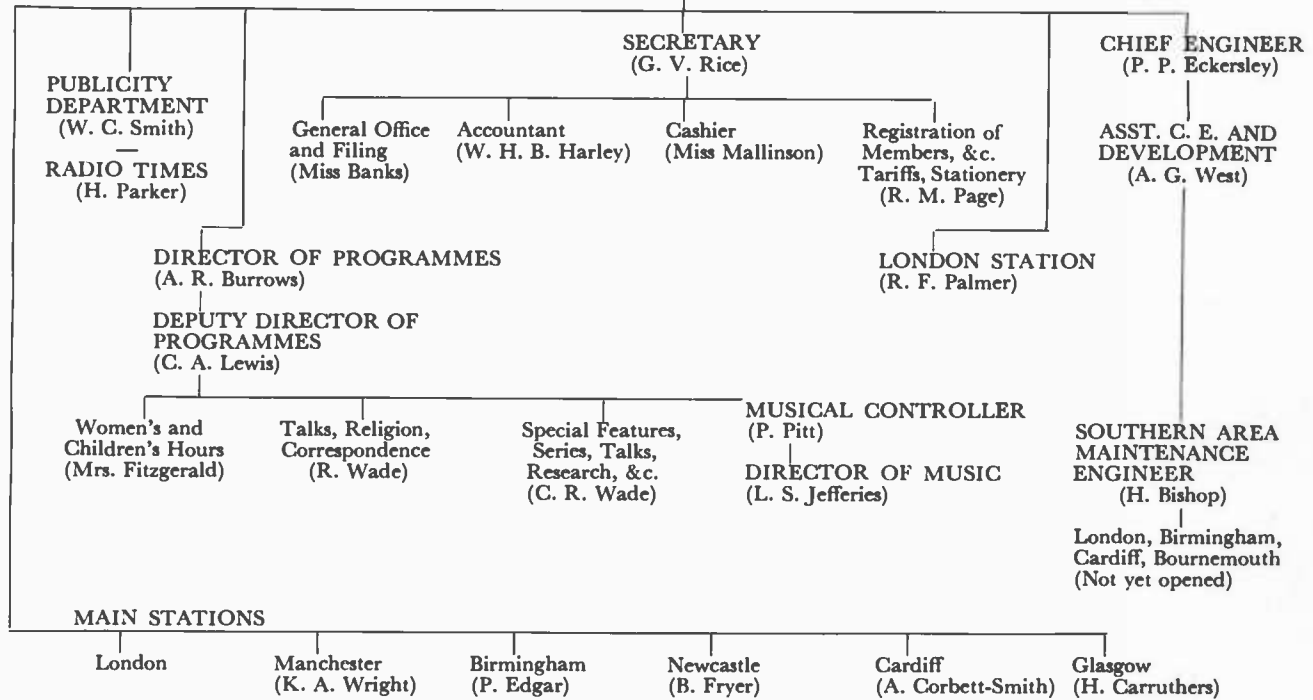 SECRETARY
(G. V. Rice)
CHIEF ENGINEER
(P. P. Eckersley)
PUBLICITY
DEPARTMENT
(W. C. Smith)
—
RADIO TIMES
(H. Parker)
General Office
and Filing
(Miss Banks)
Accountant
(W. H. B. Harley)
Cashier
(Miss Mallinson)
Registration of
Members, &c.
Tariffs, Stationery
(R. M. Page)
ASST. C. E. AND
DEVELOPMENT
(A. G. West)
DIRECTOR OF PROGRAMMES
(A. R. Burrows)
LONDON STATION
(R. F. Palmer)
DEPUTY DIRECTOR OF
PROGRAMMES
(C. A. Lewis)
Women's and
Children's Hours
(Mrs. Fitzgerald)
Talks, Religion,
Correspondence
(R. Wade)
Special Features,
Series, Talks,
Research, &c.
(C. R. Wade)
MUSICAL CONTROLLER
(P. Pitt)
DIRECTOR OF MUSIC
(L. S. Jefferies)
SOUTHERN AREA
MAINTENANCE
ENGINEER
(H. Bishop)
London, Birmingham,
Cardiff, Bournemouth
(Not yet opened)
MAIN STATIONS
London
Manchester
(K. A. Wright)
Birmingham
(P. Edgar)
Newcastle
(B. Fryer)
Cardiff
(A. Corbett-Smith)
Glasgow
(H. Carruthers)